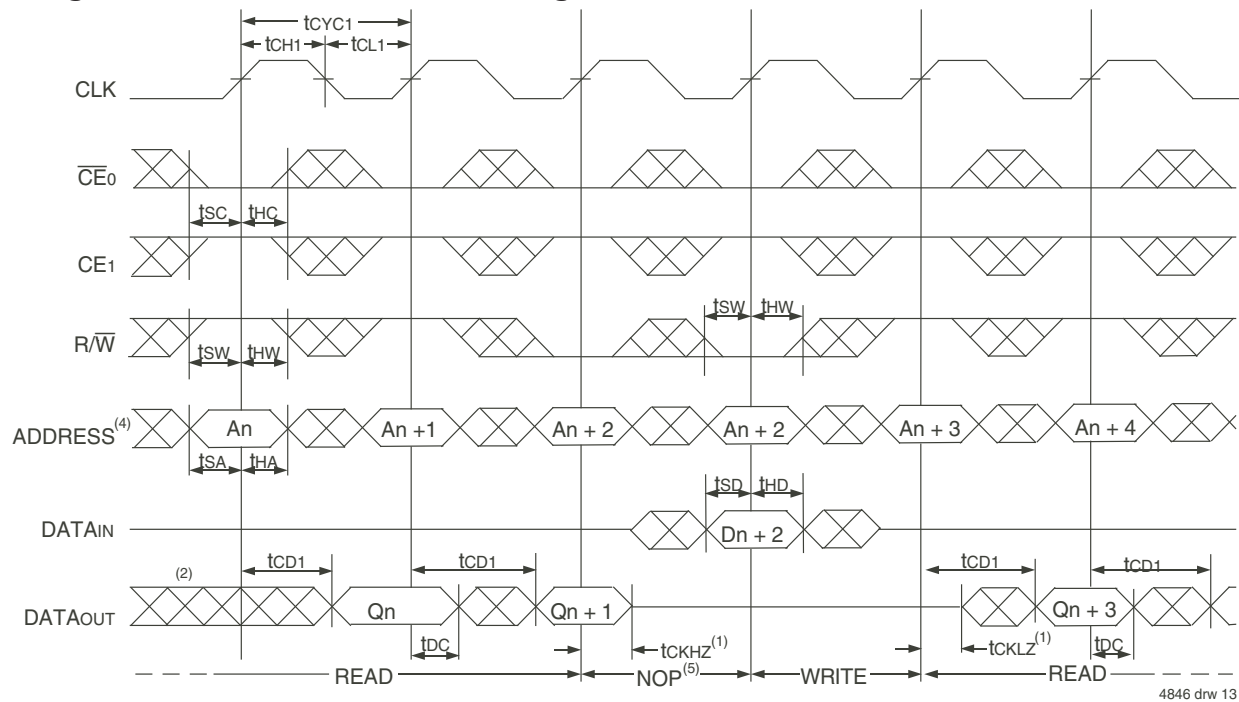 tCYC1
tCH1 tCL1
CLK
CE0
tSC tHC
CE1
tSW tHW
R/W
tSW tHW
ADDRESS(4) An An +1 An + 2 An + 2 An + 3 An + 4
tSA tHA
tSD tHD
DATAIN Dn + 2
(2) tCD1 tCD1 tCD1 tCD1
DATAOUT Qn Qn + 1 Qn + 3
tDC tCKHZ(1) tCKLZ(1) tDC
READ NOP(5) WRITE READ
4846 drw 13